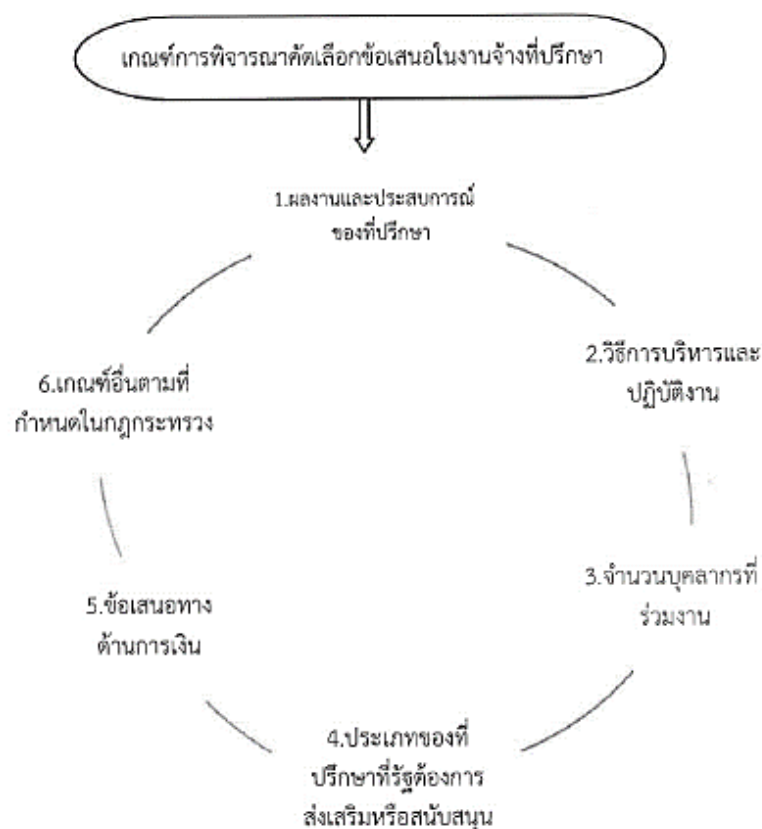 เกณฑ์การพิจารณาคัดเลือกข้อเสนอในงานจ้างที่ปรึกษา
1.ผลงานและประสบการณ์
ของที่ปรึกษา
2.วิธีการบริหารและ
ปฏิบัติงาน
3.จำนวนบุคลากรที่
ร่วมงาน
4.ประเภทของที่
ปรึกษาที่รัฐต้องการ
ส่งเสริมหรือสนับสนุน
5.ข้อเสนอทาง
ด้านการเงิน
6.เกณฑ์อื่นตามที่
กำหนดในกฎกระทรวง